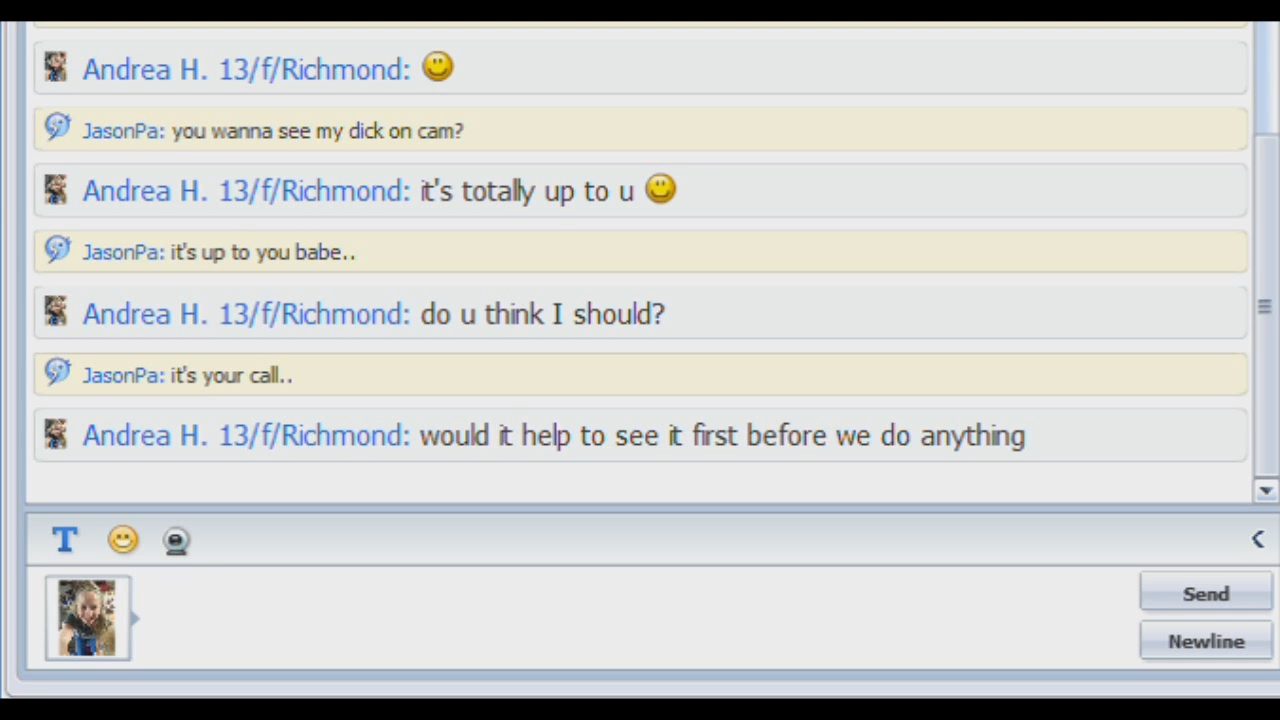 Andrea H. 13/f/Richmond:
JasonPa: you wanna see my dick on cam?
Andrea H. 13/f/Richmond: it's totally up to u
JasonPa: it's up to you babe..
Andrea H. 13/f/Richmond: do u think I should?
JasonPa: it's your call..
Andrea H. 13/f/Richmond: would it help to see it first before we do anything
T
Send
Newline